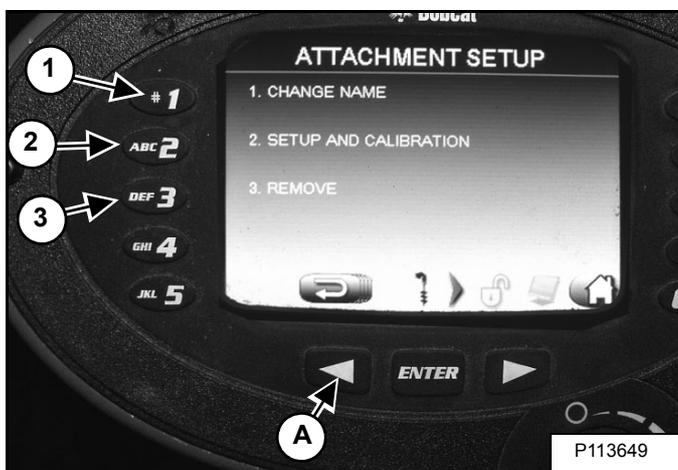 Bobcat
ATTACHMENT SETUP
1. CHANGE NAME
2. SETUP AND CALIBRATION
3. REMOVE
1
# 1
2
ABC 2
3
DEF 3
GHI 4
JKL 5
ENTER
A
P113649